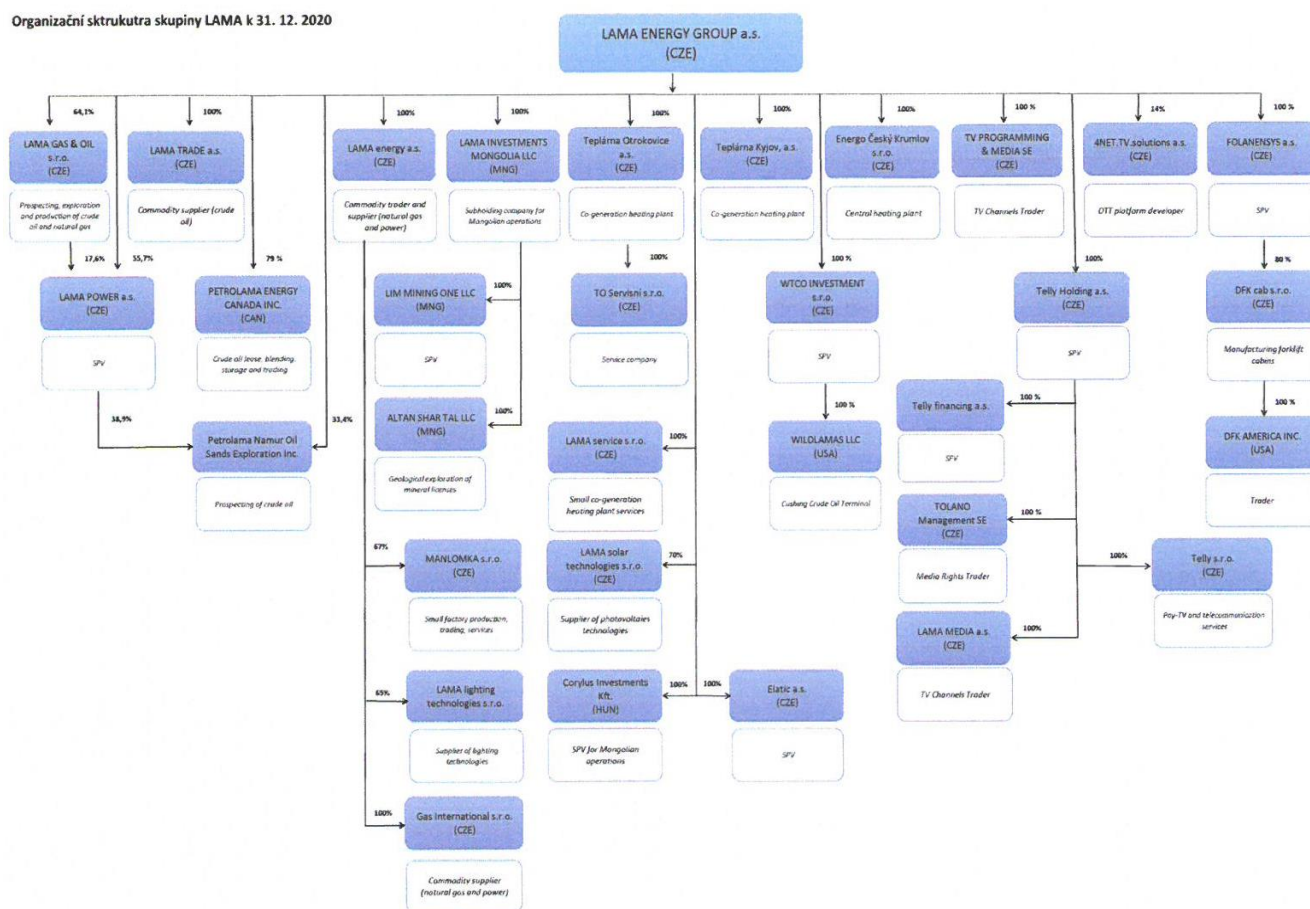 Organizační sktrukutra skupiny LAMA k 31. 12. 2020
LAMA ENERGY GROUP a.s.
(CZE)
64,1%
100%
100%
100%
100%
100%
100%
100 %
14%
100 %
LAMA GAS & OIL
s.r.o.
(CZE)
LAMA TRADE a.s.
(CZE)
LAMA energy a.s.
(CZE)
LAMA INVESTMENTS
MONGOLIA LLC
(MNG)
Teplárna Otrokovice
a.s.
(CZE)
Teplárna Kyjov, a.s.
(CZE)
Energo Český Krumlov
s.r.o.
(CZE)
TV PROGRAMMING
& MEDIA SE
(CZE)
4NET.TV.solutions a.s.
(CZE)
FOLANENSYS a.s.
(CZE)
Prospecting, exploration
and production of crude
oil and natural gas
Commodity supplier (crude
oil)
Commodity trader and
supplier (natural gas
and power)
Subholding company for
Mongolian operations
Co-generation heating plant
Co-generation heating plant
Central heating plant
TV Channels Trader
OTT platform developer
SPV
17,6%
55,7%
79 %
100%
100%
100 %
100%
80 %
LAMA POWER a.s.
(CZE)
PETROLAMA ENERGY
CANADA INC.
(CAN)
LIM MINING ONE LLC
(MNG)
TO Servisní s.r.o.
(CZE)
WTCO INVESTMENT
s.r.o.
(CZE)
Telly Holding a.s.
(CZE)
DFK cab s.r.o.
(CZE)
SPV
Crude oil lease, blending,
storage and trading
SPV
Service company
SPV
SPV
Manufacturing forklift
cabins
38,9%
33,4%
100%
100%
100 %
100 %
100 %
Petrolama Namur Oil
Sands Exploration Inc.
ALTAN SHAR TAL LLC
(MNG)
LAMA service s.r.o.
(CZE)
WILDLAMAS LLC
(USA)
Telly financing a.s.
DFK AMERICA INC.
(USA)
Prospecting of crude oil
Geological exploration of
mineral licenses
Small co-generation
heating plant services
Cushing Crude Oil Terminal
SPV
Trader
67%
70%
100 %
100%
MANLOMKA s.r.o.
(CZE)
LAMA solar
technologies s.r.o.
(CZE)
TOLANO
Management SE
(CZE)
Telly s.r.o.
(CZE)
Small factory production,
trading, services
Supplier of photovoltaics
technologies
Media Rights Trader
Pay-TV and telecommunication
services
100%
LAMA MEDIA a.s.
(CZE)
TV Channels Trader
65%
100%
100%
LAMA lighting
technologies s.r.o.
Corylus Investments
Kft.
(HUN)
Elatic a.s.
(CZE)
Supplier of lighting
technologies
SPV for Mongolian
operations
SPV
100%
Gas International s.r.o.
(CZE)
Commodity supplier
(natural gas and power)